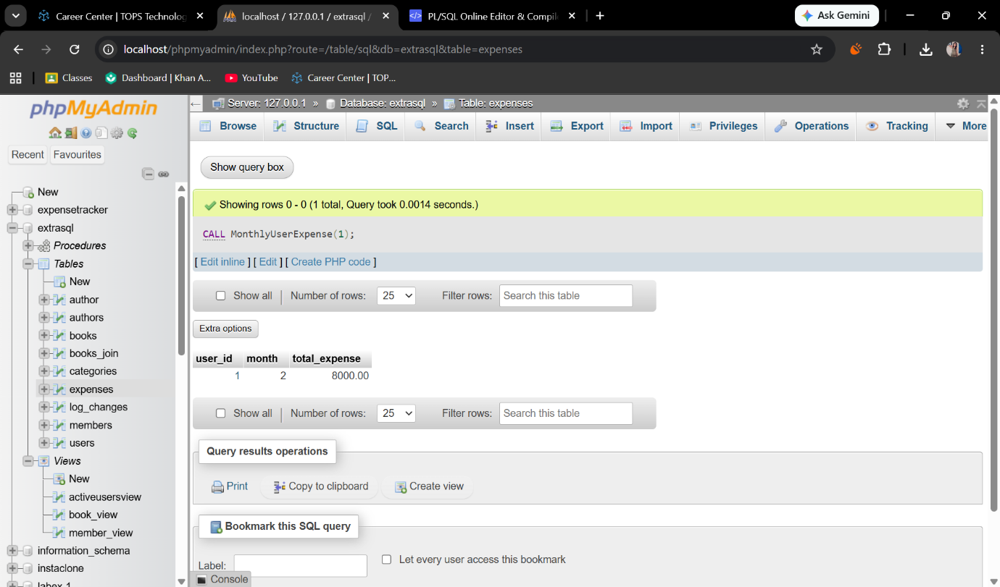 Career Center | TOPS Technolog
localhost / 127.0.0.1 / extrasql /
PL/SQL Online Editor & Compil
Ask Gemini
localhost/phpmyadmin/index.php?route=/table/sql&db=extrasql&table=expenses
Classes
Dashboard | Khan A...
YouTube
Career Center | TOP...
phpMyAdmin
Recent
Favourites
New
expensetracker
extrasql
Procedures
Tables
New
author
authors
books
books_join
categories
expenses
log_changes
members
users
Views
New
activeusersview
book_view
member_view
information_schema
instaclone
labex_1
Server: 127.0.0.1 » Database: extrasql » Table: expenses
Browse
Structure
SQL
Search
Insert
Export
Import
Privileges
Operations
Tracking
More
Show query box
Showing rows 0 - 0 (1 total, Query took 0.0014 seconds.)
CALL MonthlyUserExpense(1);
[ Edit inline ] [ Edit ] [ Create PHP code ]
Show all | Number of rows: 25 Filter rows: Search this table
Extra options
user_id month total_expense
1 2 8000.00
Show all | Number of rows: 25 Filter rows: Search this table
Query results operations
Print
Copy to clipboard
Create view
Bookmark this SQL query
Label:
Let every user access this bookmark
Console